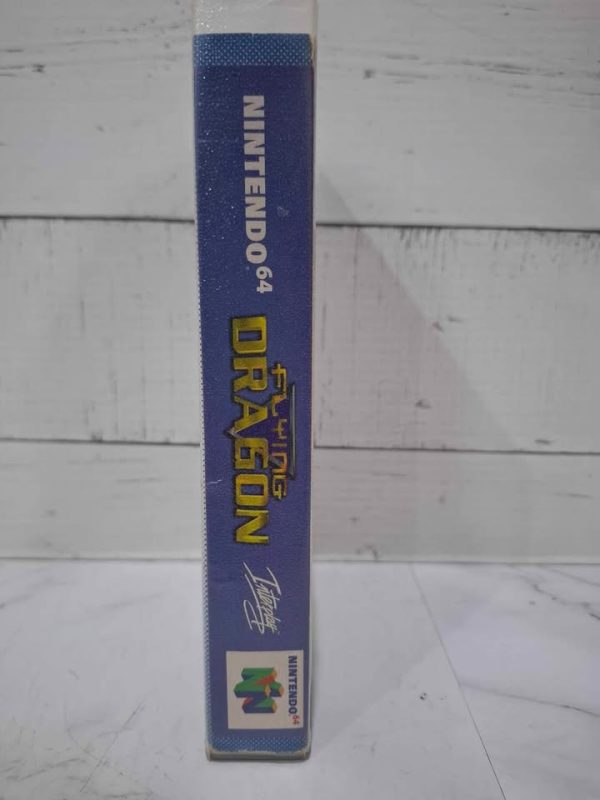 NINTENDO64
FLYING
DRAGON
Interplay
NINTENDO64